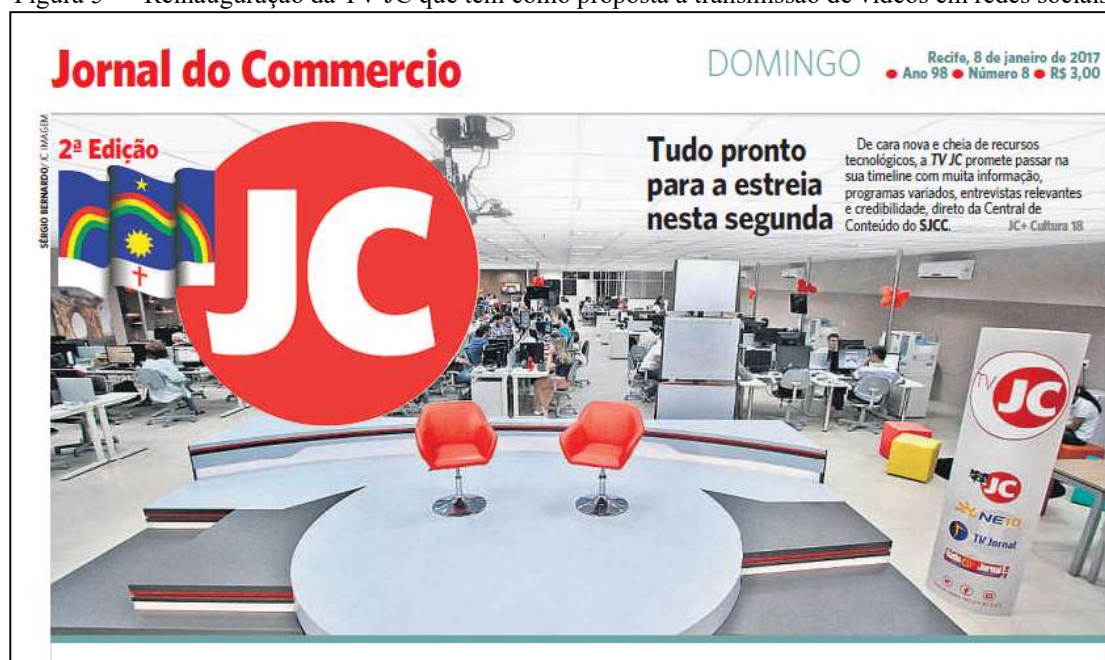 Figura 5 — Reinauguração da TV JC que tem como proposta a transmissão de vídeos em redes sociais
Jornal do Commercio
DOMINGO
Recife, 8 de janeiro de 2017
Ano 98 Número 8 R$ 3,00
SÉRGIO BERNARDO/JC IMAGEM
2ª Edição
JC
Tudo pronto
para a estreia
nesta segunda
De cara nova e cheia de recursos
tecnológicos, a TV JC promete passar na
sua timeline com muita informação,
programas variados, entrevistas relevantes
e credibilidade, direto da Central de
Conteúdo do SJCC.
JC+ Cultura 18
TV JC
JC
NE10
TV Jornal
Rádio Jornal